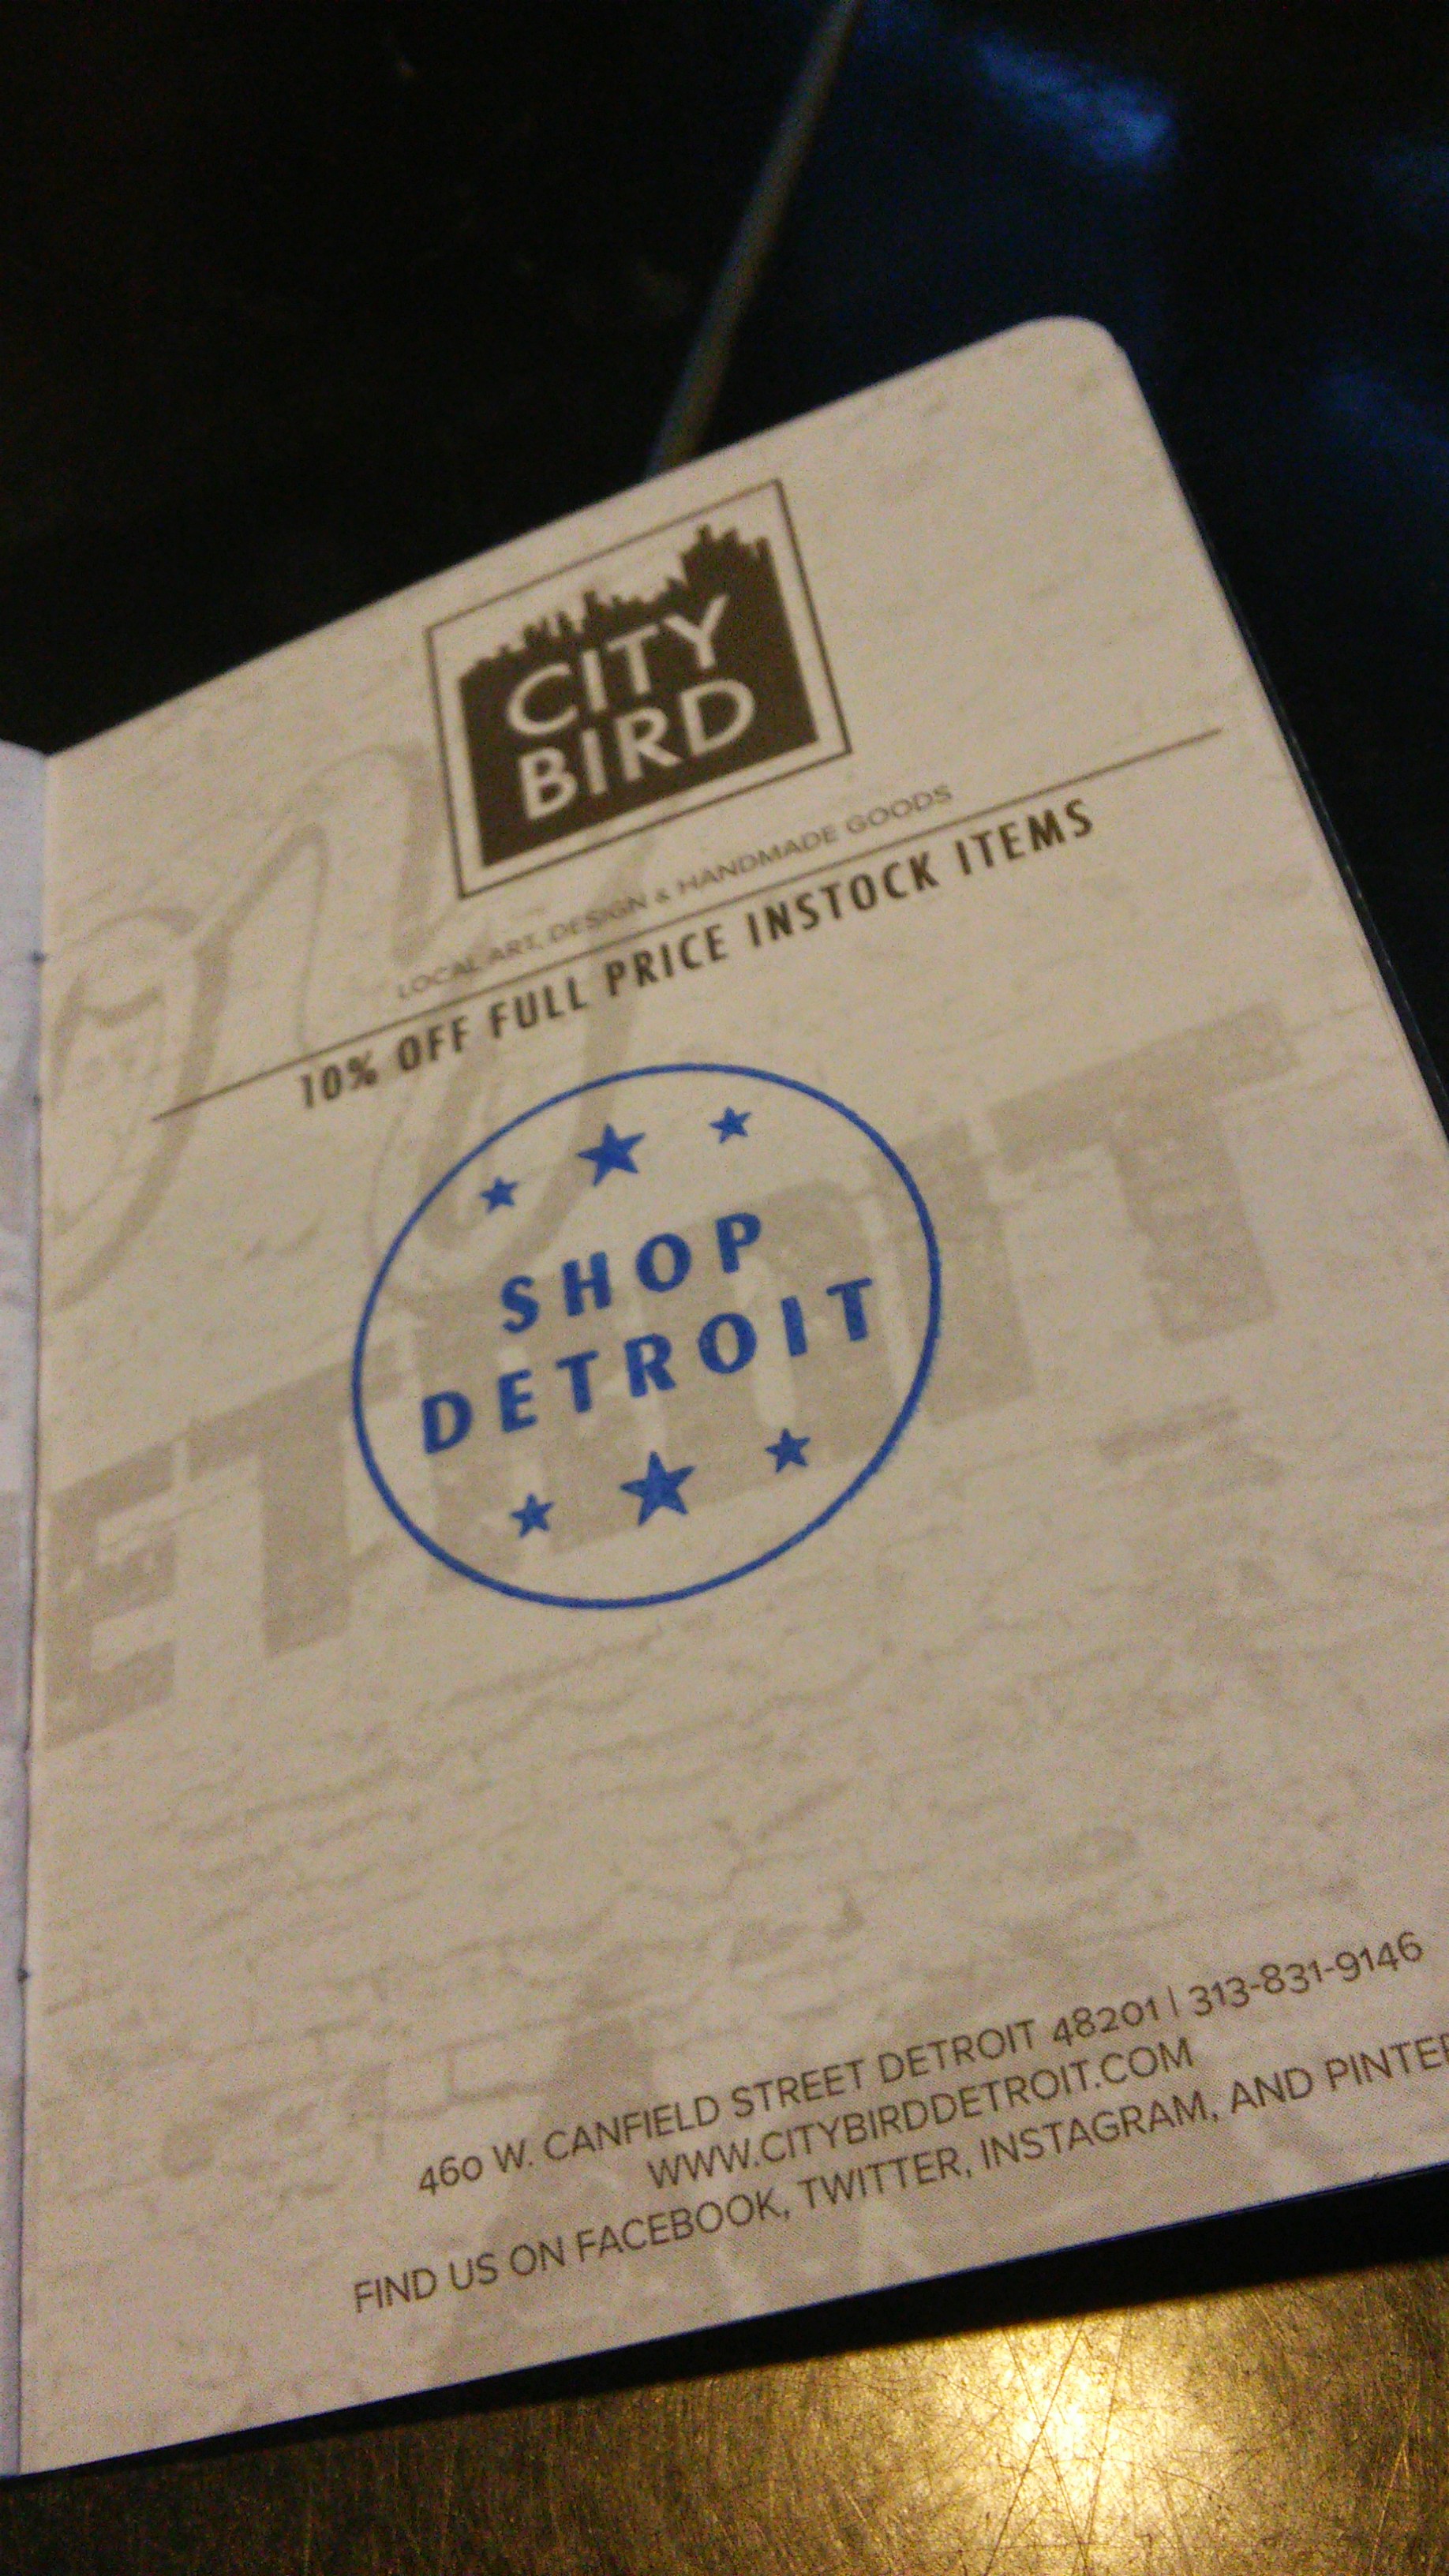 CITY
BIRD
LOCAL ART, DESIGN & HANDMADE GOODS
10% OFF FULL PRICE INSTOCK ITEMS
SHOP
DETROIT
460 W. CANFIELD STREET DETROIT 48201 | 313-831-9146
WWW.CITYBIRDDETROIT.COM
FIND US ON FACEBOOK, TWITTER, INSTAGRAM, AND